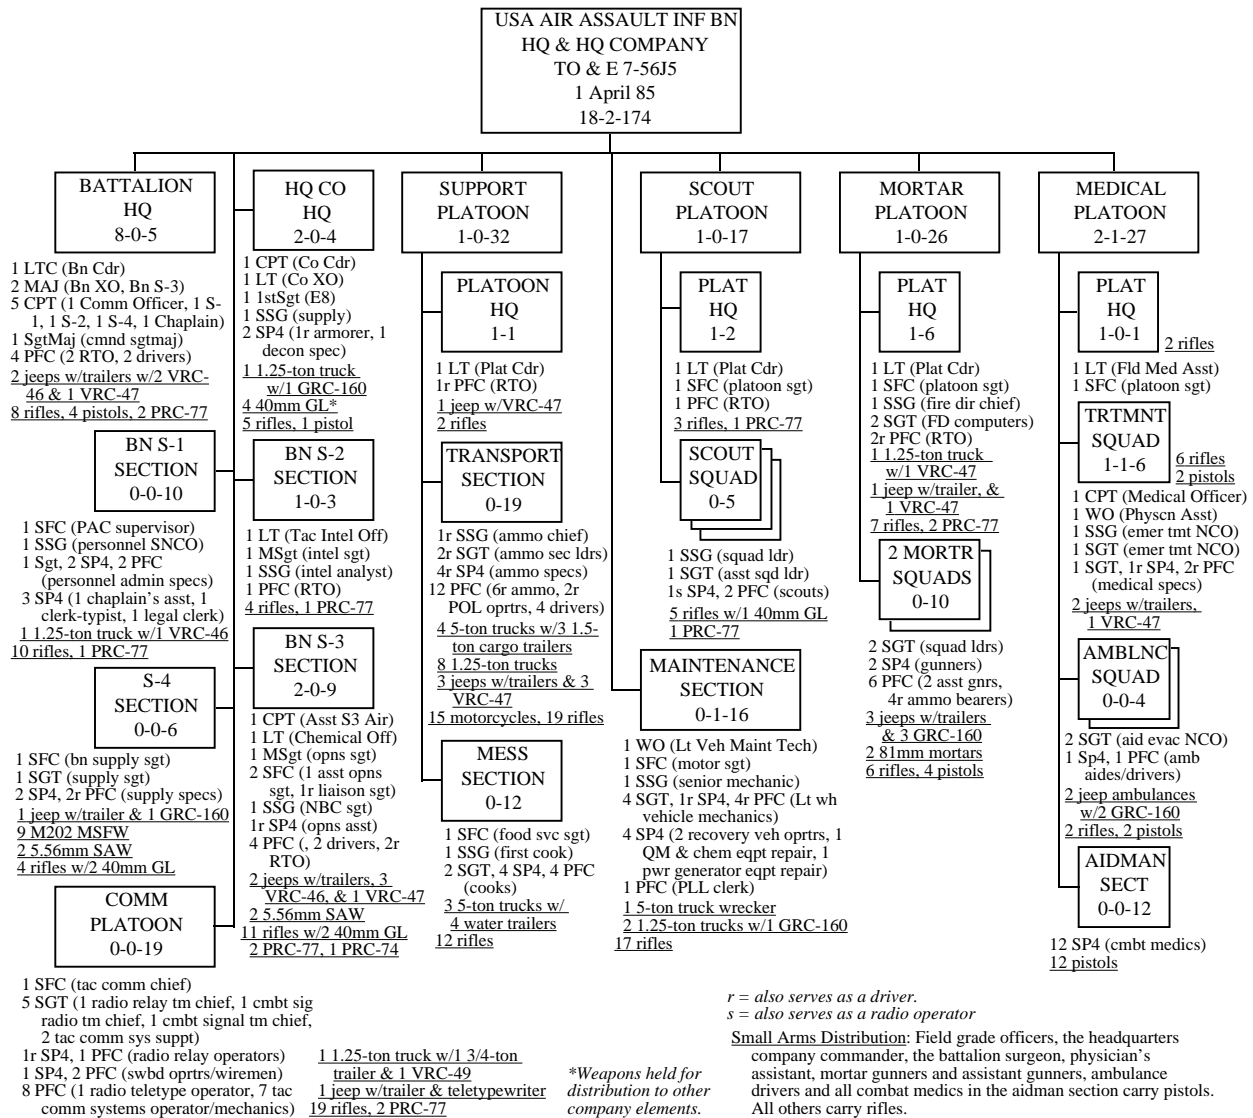 USA AIR ASSAULT INF BN
HQ & HQ COMPANY
TO & E 7-56J5
1 April 85
18-2-174
BATTALION
HQ
8-0-5
1 LTC (Bn Cdr)
2 MAJ (Bn XO, Bn S-3)
5 CPT (1 Comm Officer, 1 S-
1, 1 S-2, 1 S-4, 1 Chaplain)
1 SgtMaj (cmnd sgtmaj)
4 PFC (2 RTO, 2 drivers)
2 jeeps w/trailers w/2 VRC-
46 & 1 VRC-47
8 rifles, 4 pistols, 2 PRC-77
BN S-1
SECTION
0-0-10
1 SFC (PAC supervisor)
1 SSG (personnel SNCO)
1 Sgt, 2 SP4, 2 PFC
(personnel admin specs)
3 SP4 (1 chaplain's asst, 1
clerk-typist, 1 legal clerk)
1 1.25-ton truck w/1 VRC-46
10 rifles, 1 PRC-77
S-4
SECTION
0-0-6
1 SFC (bn supply sgt)
1 SGT (supply sgt)
2 SP4, 2r PFC (supply specs)
1 jeep w/trailer & 1 GRC-160
9 M202 MSFW
2 5.56mm SAW
4 rifles w/2 40mm GL
COMM
PLATOON
0-0-19
1 SFC (tac comm chief)
5 SGT (1 radio relay tm chief, 1 cmbt sig
radio tm chief, 1 cmbt signal tm chief,
2 tac comm sys suppt)
1r SP4, 1 PFC (radio relay operators)
1 SP4, 2 PFC (swbd oprtrs/wiremen)
8 PFC (1 radio teletype operator, 7 tac
comm systems operator/mechanics)
1 1.25-ton truck w/1 3/4-ton
trailer & 1 VRC-49
1 jeep w/trailer & teletypewriter
19 rifles, 2 PRC-77
HQ CO
HQ
2-0-4
1 CPT (Co Cdr)
1 LT (Co XO)
1 1stSgt (E8)
1 SSG (supply)
2 SP4 (1r armorer, 1
decon spec)
1 1.25-ton truck
w/1 GRC-160
4 40mm GL*
5 rifles, 1 pistol
BN S-2
SECTION
1-0-3
1 LT (Tac Intel Off)
1 MSgt (intel sgt)
1 SSG (intel analyst)
1 PFC (RTO)
4 rifles, 1 PRC-77
BN S-3
SECTION
2-0-9
1 CPT (Asst S3 Air)
1 LT (Chemical Off)
1 MSgt (opns sgt)
2 SFC (1 asst opns
sgt, 1r liaison sgt)
1 SSG (NBC sgt)
1r SP4 (opns asst)
4 PFC (, 2 drivers, 2r
RTO)
2 jeeps w/trailers, 3
VRC-46, & 1 VRC-47
2 5.56mm SAW
11 rifles w/2 40mm GL
2 PRC-77, 1 PRC-74
SUPPORT
PLATOON
1-0-32
PLATOON
HQ
1-1
1 LT (Plat Cdr)
1r PFC (RTO)
1 jeep w/VRC-47
2 rifles
TRANSPORT
SECTION
0-19
1r SSG (ammo chief)
2r SGT (ammo sec ldrs)
4r SP4 (ammo specs)
12 PFC (6r ammo, 2r
POL oprtrs, 4 drivers)
4 5-ton trucks w/3 1.5-
ton cargo trailers
8 1.25-ton trucks
3 jeeps w/trailers & 3
VRC-47
15 motorcycles, 19 rifles
MESS
SECTION
0-12
1 SFC (food svc sgt)
1 SSG (first cook)
2 SGT, 4 SP4, 4 PFC
(cooks)
3 5-ton trucks w/
4 water trailers
12 rifles
SCOUT
PLATOON
1-0-17
PLAT
HQ
1-2
1 LT (Plat Cdr)
1 SFC (platoon sgt)
1 PFC (RTO)
3 rifles, 1 PRC-77
SCOUT
SQUAD
0-5
1 SSG (squad ldr)
1 SGT (asst sqd ldr)
1s SP4, 2 PFC (scouts)
5 rifles w/1 40mm GL
1 PRC-77
MAINTENANCE
SECTION
0-1-16
1 WO (Lt Veh Maint Tech)
1 SFC (motor sgt)
1 SSG (senior mechanic)
4 SGT, 1r SP4, 4r PFC (Lt wh
vehicle mechanics)
4 SP4 (2 recovery veh oprtrs, 1
QM & chem eqpt repair, 1
pwr generator eqpt repair)
1 PFC (PLL clerk)
1 5-ton truck wrecker
2 1.25-ton trucks w/1 GRC-160
17 rifles
MORTAR
PLATOON
1-0-26
PLAT
HQ
1-6
1 LT (Plat Cdr)
1 SFC (platoon sgt)
1 SSG (fire dir chief)
2 SGT (FD computers)
2r PFC (RTO)
1 1.25-ton truck
w/1 VRC-47
1 jeep w/trailer, &
1 VRC-47
7 rifles, 2 PRC-77
2 MORTR
SQUADS
0-10
2 SGT (squad ldrs)
2 SP4 (gunners)
6 PFC (2 asst gnrs,
4r ammo bearers)
3 jeeps w/trailers
& 3 GRC-160
2 81mm mortars
6 rifles, 4 pistols
MEDICAL
PLATOON
2-1-27
PLAT
HQ
1-0-1
2 rifles
1 LT (Fld Med Asst)
1 SFC (platoon sgt)
TRTMNT
SQUAD
1-1-6
6 rifles
2 pistols
1 CPT (Medical Officer)
1 WO (Physcn Asst)
1 SSG (emer tmt NCO)
1 SGT (emer tmt NCO)
1 SGT, 1r SP4, 2r PFC
(medical specs)
2 jeeps w/trailers,
1 VRC-47
AMBLNC
SQUAD
0-0-4
2 SGT (aid evac NCO)
1 Sp4, 1 PFC (amb
aides/drivers)
2 jeep ambulances
w/2 GRC-160
2 rifles, 2 pistols
AIDMAN
SECT
0-0-12
12 SP4 (cmbt medics)
12 pistols
*Weapons held for
distribution to other
company elements.
r = also serves as a driver.
s = also serves as a radio operator
Small Arms Distribution: Field grade officers, the headquarters
company commander, the battalion surgeon, physician's
assistant, mortar gunners and assistant gunners, ambulance
drivers and all combat medics in the aidman section carry pistols.
All others carry rifles.